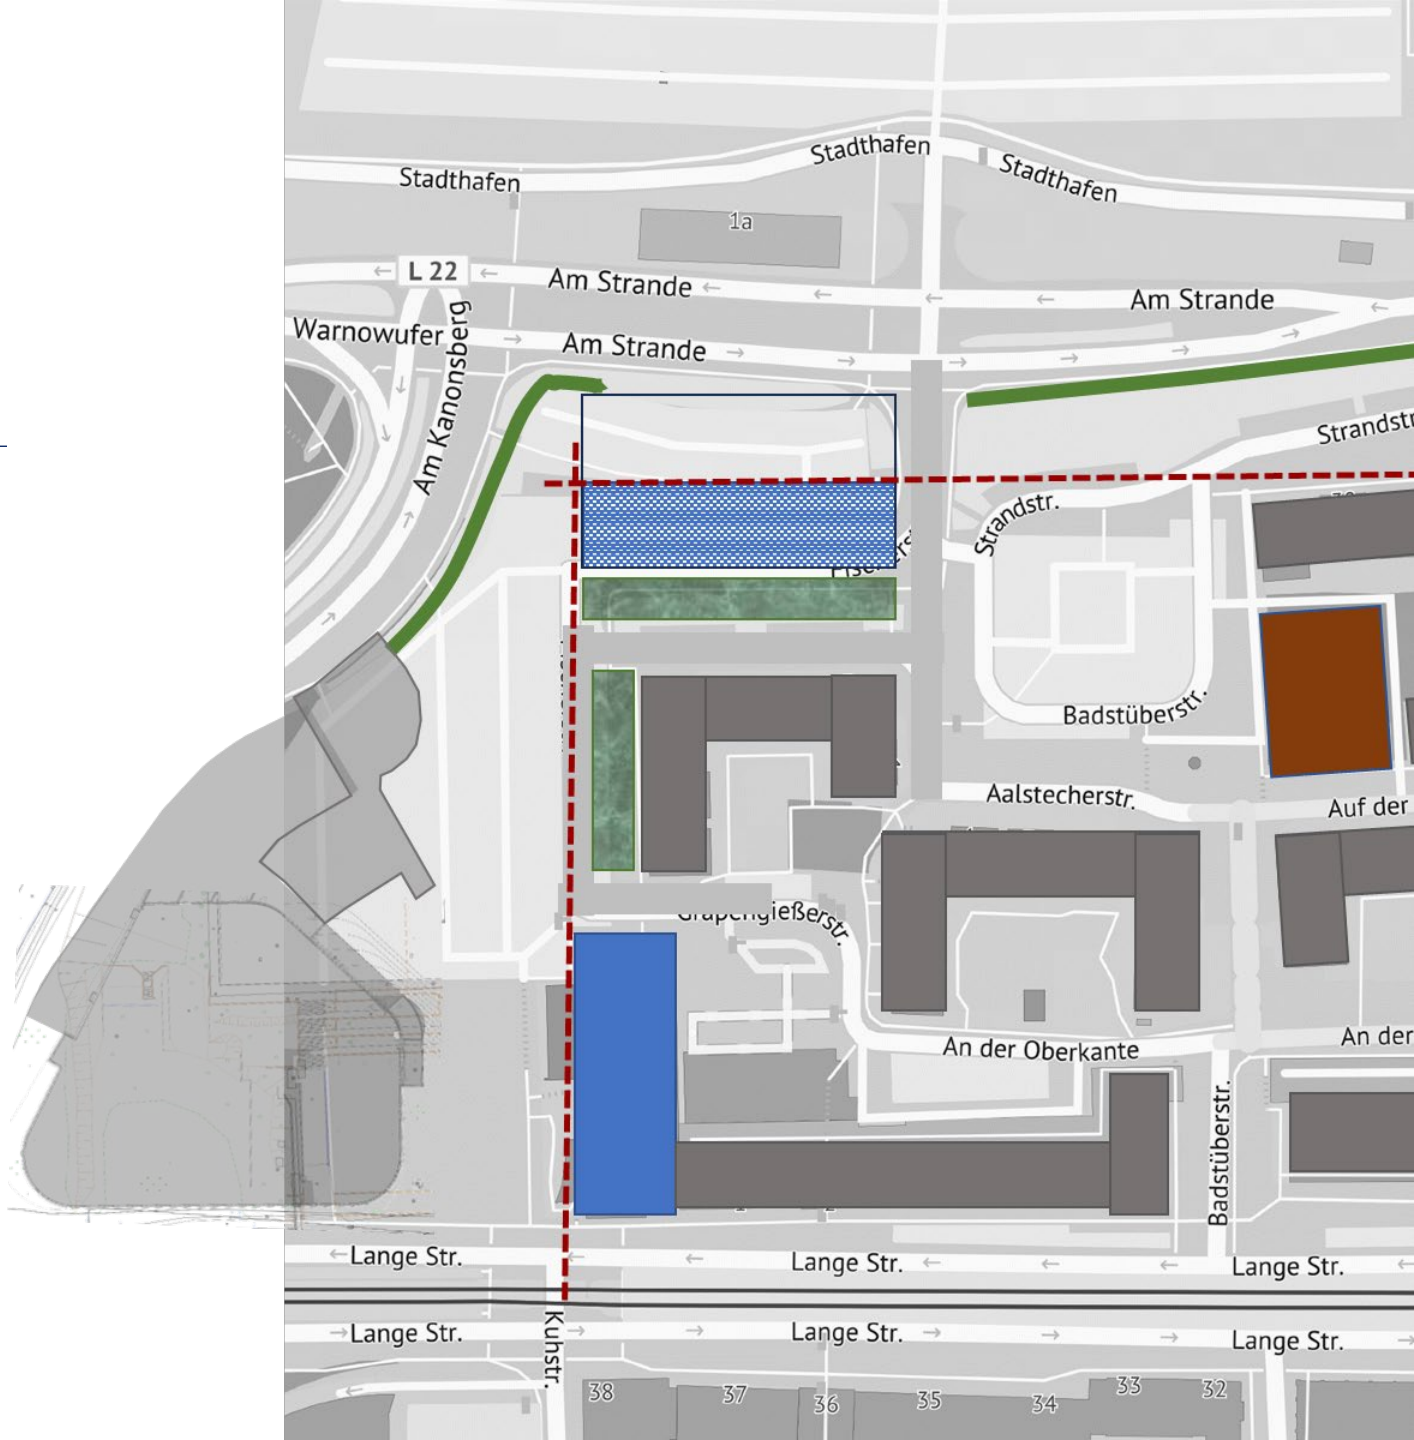 Stadthafen
Stadthafen
Stadthafen
1a
L 22
Am Strande
Am Strande
Warnowufer
Am Strande
Am Kanonsberg
Strandstr
Strandstr.
Badstüberstr.
Aalstecherstr.
Auf der
Grapengießerstr.
An der Oberkante
An der
Badstüberstr.
Lange Str.
Lange Str.
Lange Str.
Kuhstr.
Lange Str.
Lange Str.
Lange Str.
38
37
36
35
34
33
32